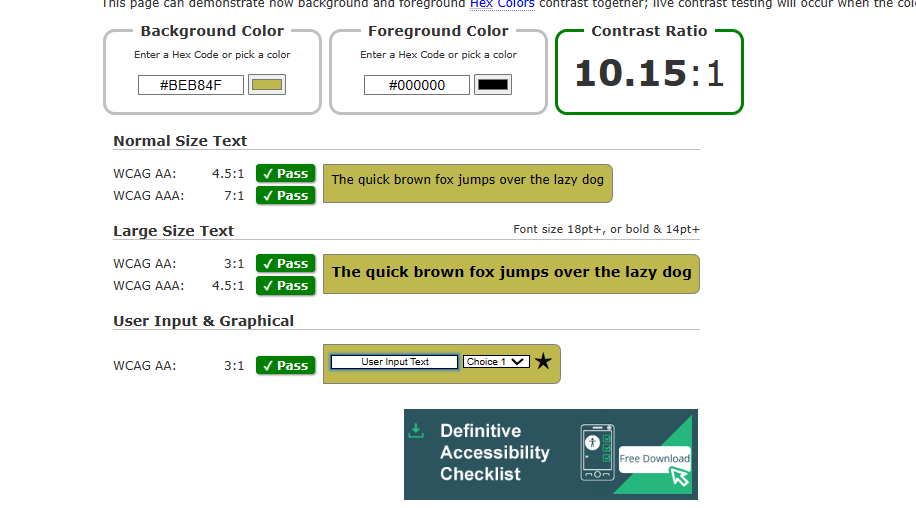 This page can demonstrate how background and foreground Hex Colors contrast together; live contrast testing will occur when the
Background Color
Enter a Hex Code or pick a color
#BEB84F
Foreground Color
Enter a Hex Code or pick a color
#000000
Contrast Ratio
10.15:1
Normal Size Text
WCAG AA: 4.5:1 ✓ Pass
WCAG AAA: 7:1 ✓ Pass
The quick brown fox jumps over the lazy dog
Large Size Text
Font size 18pt+, or bold & 14pt+
WCAG AA: 3:1 ✓ Pass
WCAG AAA: 4.5:1 ✓ Pass
The quick brown fox jumps over the lazy dog
User Input & Graphical
WCAG AA: 3:1 ✓ Pass
User Input Text
Choice 1
★
Definitive
Accessibility
Checklist
Free Download